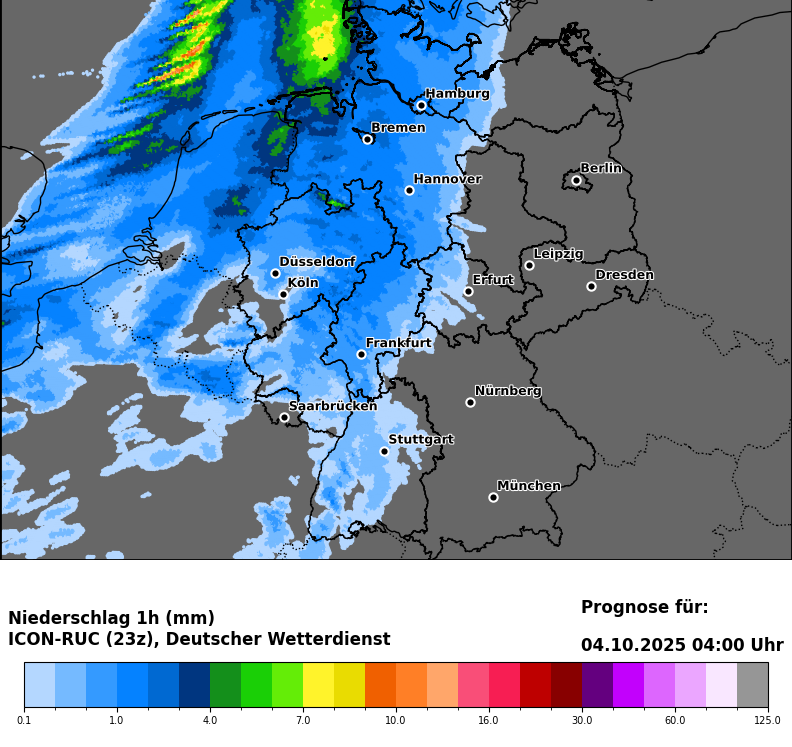 Hamburg
Bremen
Berlin
Hannover
Leipzig
Düsseldorf
Dresden
Köln
Erfurt
Frankfurt
Nürnberg
Saarbrücken
Stuttgart
München
Niederschlag 1h (mm)
ICON-RUC (23z), Deutscher Wetterdienst
Prognose für:
04.10.2025 04:00 Uhr
0.1 1.0 4.0 7.0 10.0 16.0 30.0 60.0 125.0